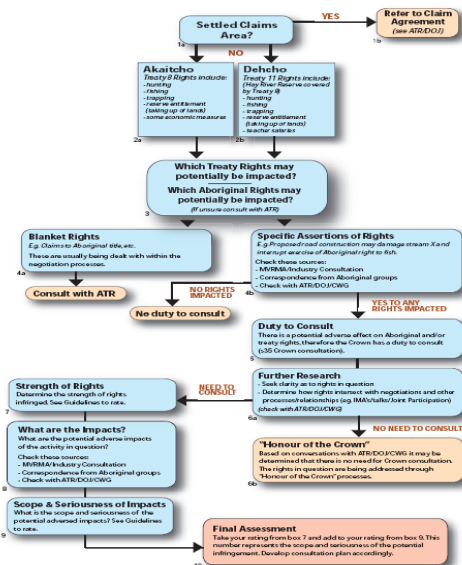 Settled Claims
Area?
1a
YES
Refer to Claim
Agreement
(see ATR/DOJ)
1b
NO
Akaitcho
Treaty 8 Rights include:
-hunting
-fishing
-trapping
-reserve entitlement
(taking up of lands)
-some economic measures
2a
Dehcho
Treaty 11 Rights include:
(Hay River Reserve covered
by Treaty 8)
- hunting
- fishing
- trapping
- reserve entitlement
(taking up of lands)
- teacher salaries
2b
Which Treaty Rights may
potentially be impacted?
Which Aboriginal Rights may
potentially be impacted?
(If unsure consult with ATR)
3
Blanket Rights
E.g. Claims to Aboriginal title, etc.
These are usually being dealt with within the
negotiation processes.
4a
Consult with ATR
Specific Assertions of Rights
E.g. Proposed road construction may damage stream X and
interrupt exercise of Aboriginal right to fish.
Check these sources:
- MVRMA/Industry Consultation
- Correspondence from Aboriginal groups
- Check with ATR/DOJ/CWG
4b
NO RIGHTS
IMPACTED
No duty to consult
YES TO ANY
RIGHTS IMPACTED
Duty to Consult
There is a potential adverse effect on Aboriginal and/or
treaty rights, therefore the Crown has a duty to consult
(s35 Crown consultation).
5
Further Research
- Seek clarity as to rights in question
- Determine how rights intersect with negotiations and other
processes/relationships (eg. IMA's/talks/Joint Participation)
(check with ATR/DOJ/CWG)
6a
NEED TO
CONSULT
NO NEED TO CONSULT
"Honour of the Crown"
Based on conversations with ATR/DOJ/CWG it may be
determined that there is no need for Crown consultation.
The rights in question are being addressed through
"Honour of the Crown" processes.
6b
Strength of Rights
Determine the strength of rights
infringed. See Guidelines to rate.
7
What are the Impacts?
What are the potential adverse impacts
of the activity in question?
Check these sources:
- MVRMA/Industry Consultation
- Correspondence from Aboriginal groups
- Check with ATR/DOJ/CWG
8
Scope & Seriousness of Impacts
What is the scope and seriousness of the
potential adversed impacts? See Guidelines
to rate.
9
Final Assessment
Take your rating from box 7 and add to your rating from box 9. This
number represents the scope and seriousness of the potential
infringement. Develop consultation plan accordingly.